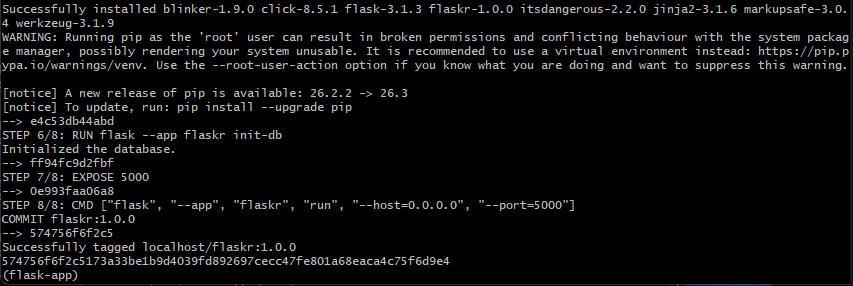 Successfully installed blinker-1.9.0 click-8.5.1 flask-3.1.3 flaskr-1.0.0 itsdangerous-2.2.0 jinja2-3.1.6 markupsafe-3.0.
4 werkzeug-3.1.9
WARNING: Running pip as the 'root' user can result in broken permissions and conflicting behaviour with the system packag
e manager, possibly rendering your system unusable. It is recommended to use a virtual environment instead: https://pip.p
ypa.io/warnings/venv. Use the --root-user-action option if you know what you are doing and want to suppress this warning.
[notice] A new release of pip is available: 26.2.2 -> 26.3
[notice] To update, run: pip install --upgrade pip
--> e4c53db44abd
STEP 6/8: RUN flask --app flaskr init-db
Initialized the database.
--> ff94fc9d2fbf
STEP 7/8: EXPOSE 5000
--> 0e993faa06a8
STEP 8/8: CMD ["flask", "--app", "flaskr", "run", "--host=0.0.0.0", "--port=5000"]
COMMIT flaskr:1.0.0
--> 574756f6f2c5
Successfully tagged localhost/flaskr:1.0.0
574756f6f2c5173a33be1b9d4039fd892697cecc47fe801a68eaca4c75f6d9e4
(flask-app)